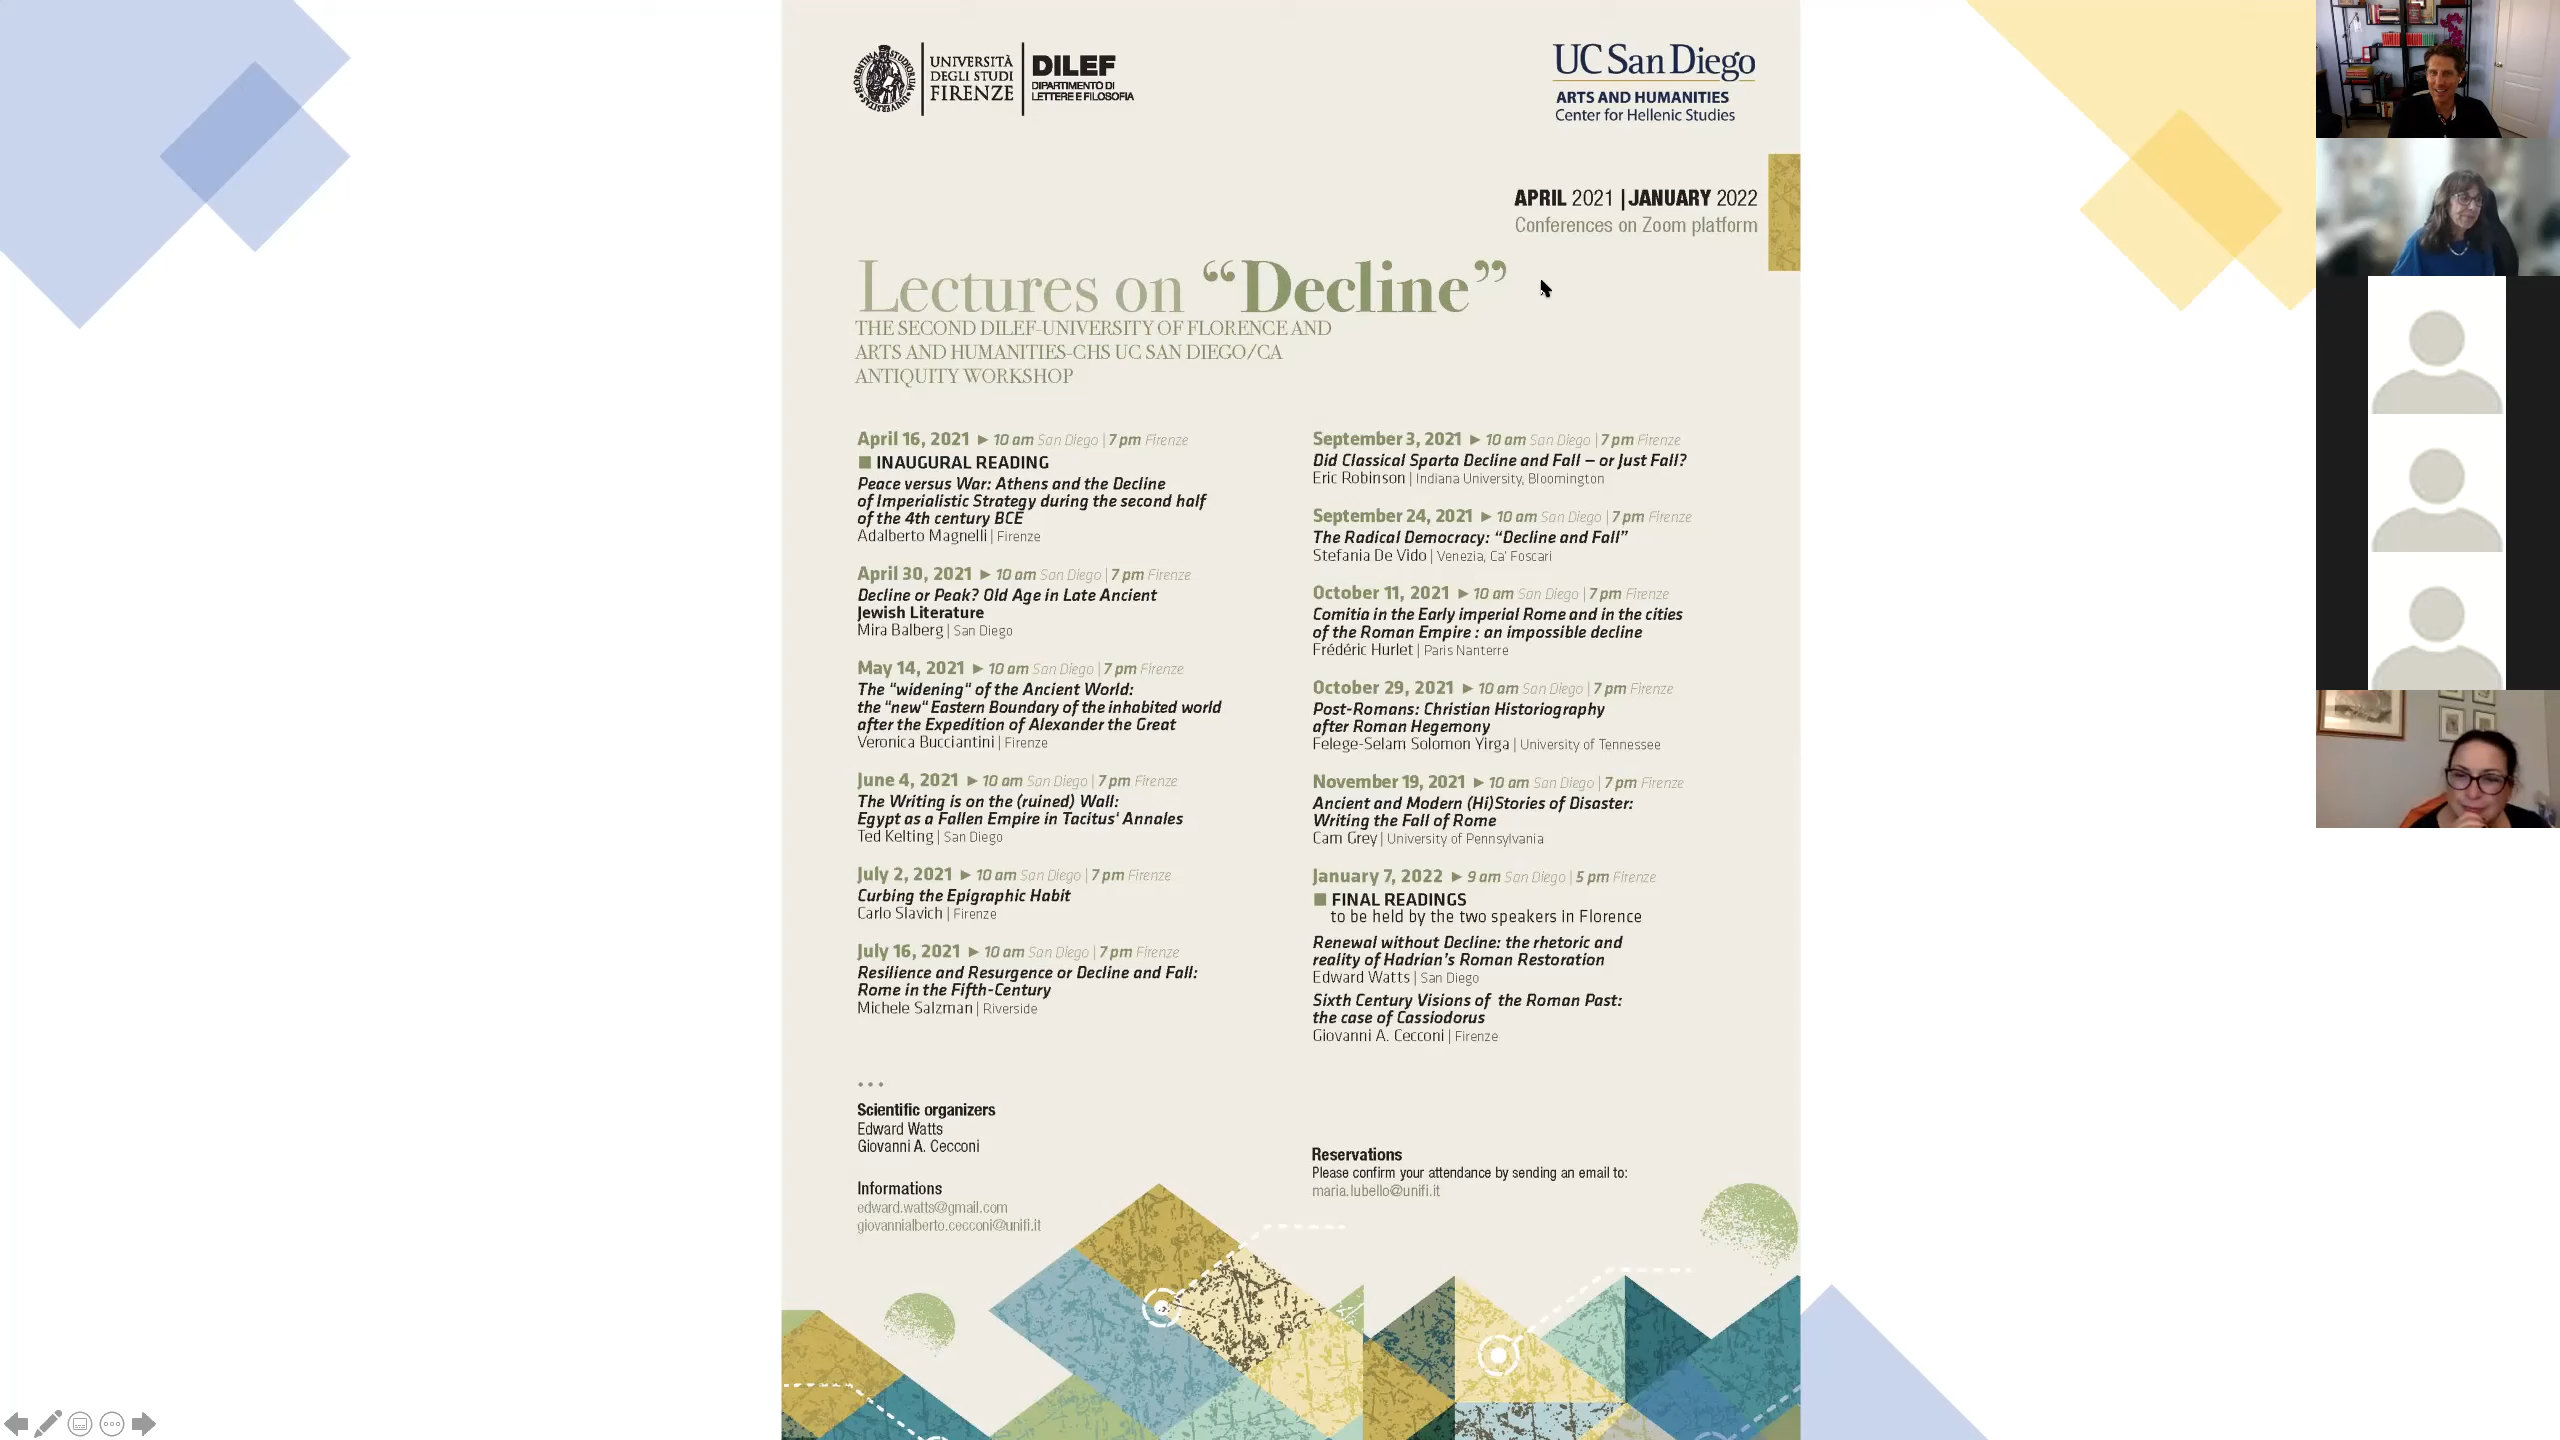 UNIVERSITÀ
DEGLI STUDI
FIRENZE
DILEF
DIPARTIMENTO DI
LETTERE E FILOSOFIA
UC San Diego
ARTS AND HUMANITIES
Center for Hellenic Studies
APRIL 2021 | JANUARY 2022
Conferences on Zoom platform
Lectures on “Decline”
THE SECOND DILEF-UNIVERSITY OF FLORENCE AND
ARTS AND HUMANITIES-CHS UC SAN DIEGO/CA
ANTIQUITY WORKSHOP
April 16, 2021 ► 10 am San Diego | 7 pm Firenze
■ INAUGURAL READING
Peace versus War: Athens and the Decline
of Imperialistic Strategy during the second half
of the 4th century BCE
Adalberto Magnelli | Firenze
April 30, 2021 ► 10 am San Diego | 7 pm Firenze
Decline or Peak? Old Age in Late Ancient
Jewish Literature
Mira Balberg | San Diego
May 14, 2021 ► 10 am San Diego | 7 pm Firenze
The "widening" of the Ancient World:
the "new" Eastern Boundary of the inhabited world
after the Expedition of Alexander the Great
Veronica Bucciantini | Firenze
June 4, 2021 ► 10 am San Diego | 7 pm Firenze
The Writing is on the (ruined) Wall:
Egypt as a Fallen Empire in Tacitus' Annales
Ted Kelting | San Diego
July 2, 2021 ► 10 am San Diego | 7 pm Firenze
Curbing the Epigraphic Habit
Carlo Slavich | Firenze
July 16, 2021 ► 10 am San Diego | 7 pm Firenze
Resilience and Resurgence or Decline and Fall:
Rome in the Fifth-Century
Michele Salzman | Riverside
September 3, 2021 ► 10 am San Diego | 7 pm Firenze
Did Classical Sparta Decline and Fall – or Just Fall?
Eric Robinson | Indiana University, Bloomington
September 24, 2021 ► 10 am San Diego | 7 pm Firenze
The Radical Democracy: “Decline and Fall”
Stefania De Vido | Venezia, Ca' Foscari
October 11, 2021 ► 10 am San Diego | 7 pm Firenze
Comitia in the Early imperial Rome and in the cities
of the Roman Empire : an impossible decline
Frédéric Hurlet | Paris Nanterre
October 29, 2021 ► 10 am San Diego | 7 pm Firenze
Post-Romans: Christian Historiography
after Roman Hegemony
Felege-Selam Solomon Yirga | University of Tennessee
November 19, 2021 ► 10 am San Diego | 7 pm Firenze
Ancient and Modern (Hi)Stories of Disaster:
Writing the Fall of Rome
Cam Grey | University of Pennsylvania
January 7, 2022 ► 9 am San Diego | 5 pm Firenze
■ FINAL READINGS
to be held by the two speakers in Florence
Renewal without Decline: the rhetoric and
reality of Hadrian’s Roman Restoration
Edward Watts | San Diego
Sixth Century Visions of the Roman Past:
the case of Cassiodorus
Giovanni A. Cecconi | Firenze
...
Scientific organizers
Edward Watts
Giovanni A. Cecconi
Informations
edward.watts@gmail.com
giovannialberto.cecconi@unifi.it
Reservations
Please confirm your attendance by sending an email to:
maria.lubello@unifi.it